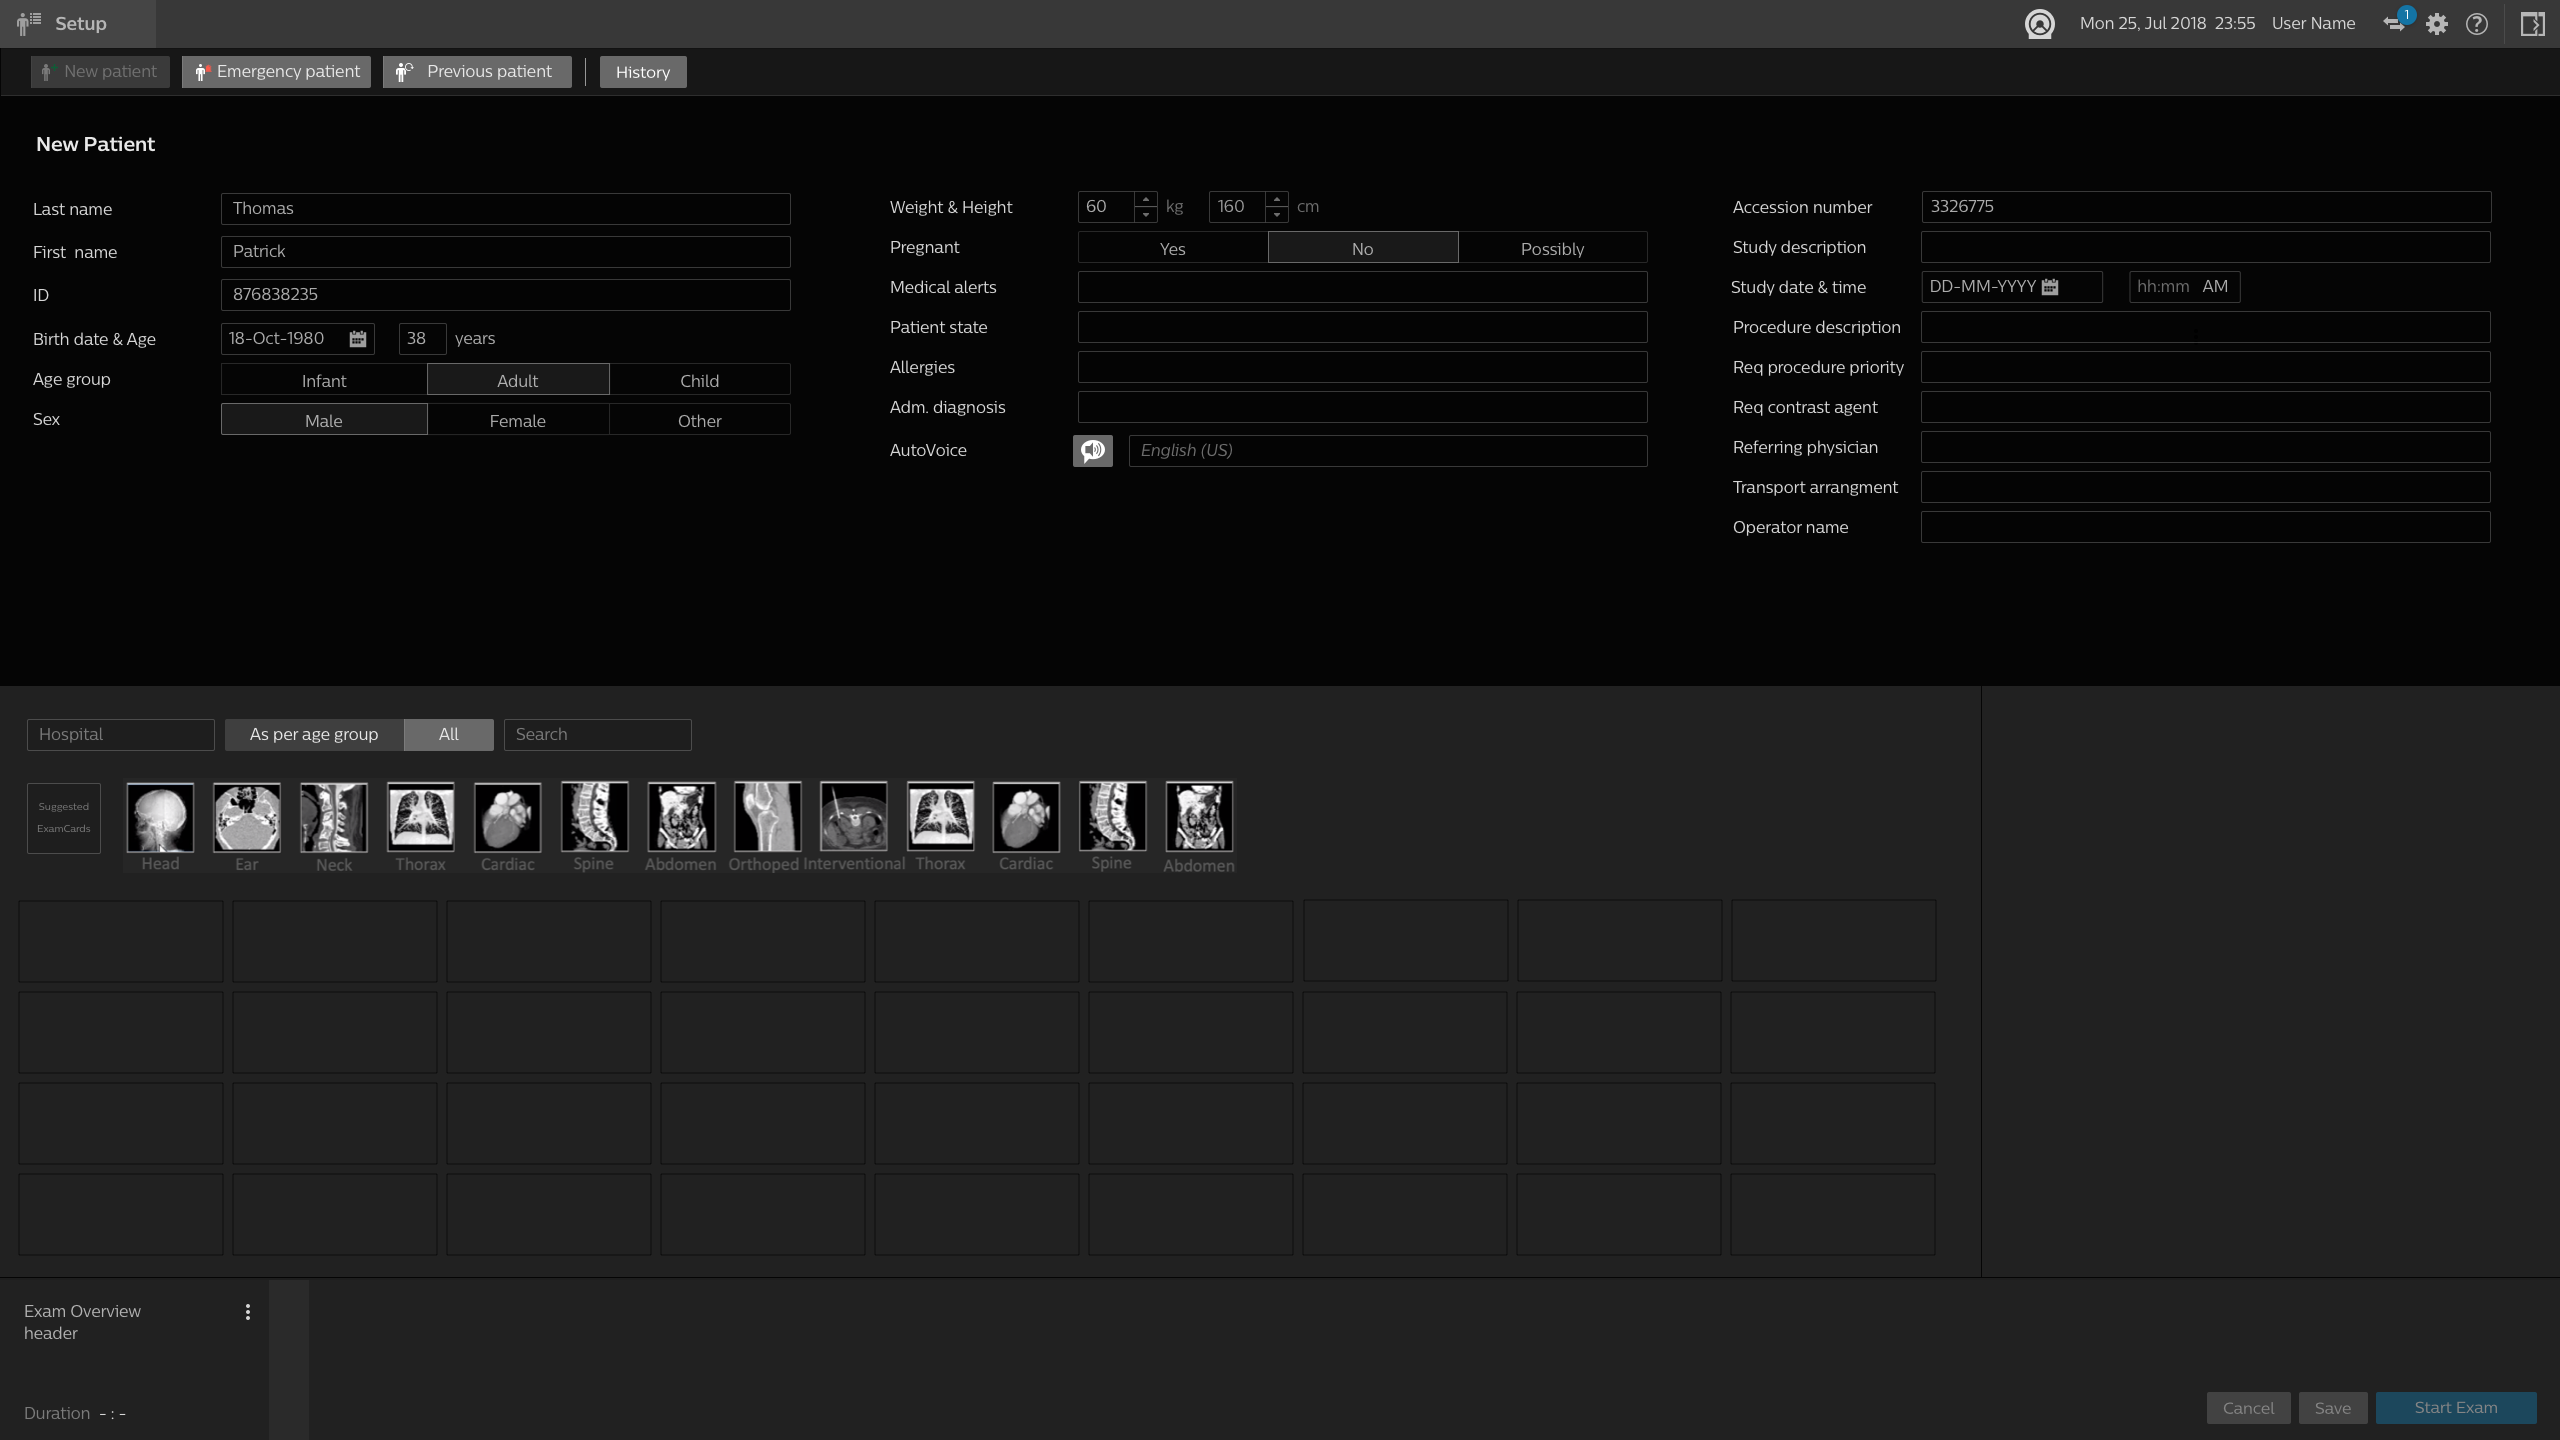 Setup
Mon 25, Jul 2018 23:55 User Name 1 ?
New patient Emergency patient Previous patient History
New Patient
Last name Thomas
First name Patrick
ID 876838235
Birth date & Age 18-Oct-1980 38 years
Age group Infant Adult Child
Sex Male Female Other
Weight & Height 60 kg 160 cm
Pregnant Yes No Possibly
Medical alerts
Patient state
Allergies
Adm. diagnosis
AutoVoice English (US)
Accession number 3326775
Study description
Study date & time DD-MM-YYYY hh:mm AM
Procedure description
Req procedure priority
Req contrast agent
Referring physician
Transport arrangment
Operator name
Hospital As per age group All Search
Suggested
ExamCards
Head Ear Neck Thorax Cardiac Spine Abdomen Orthoped Interventional Thorax Cardiac Spine Abdomen
Exam Overview
header
Duration - : -
Cancel Save Start Exam